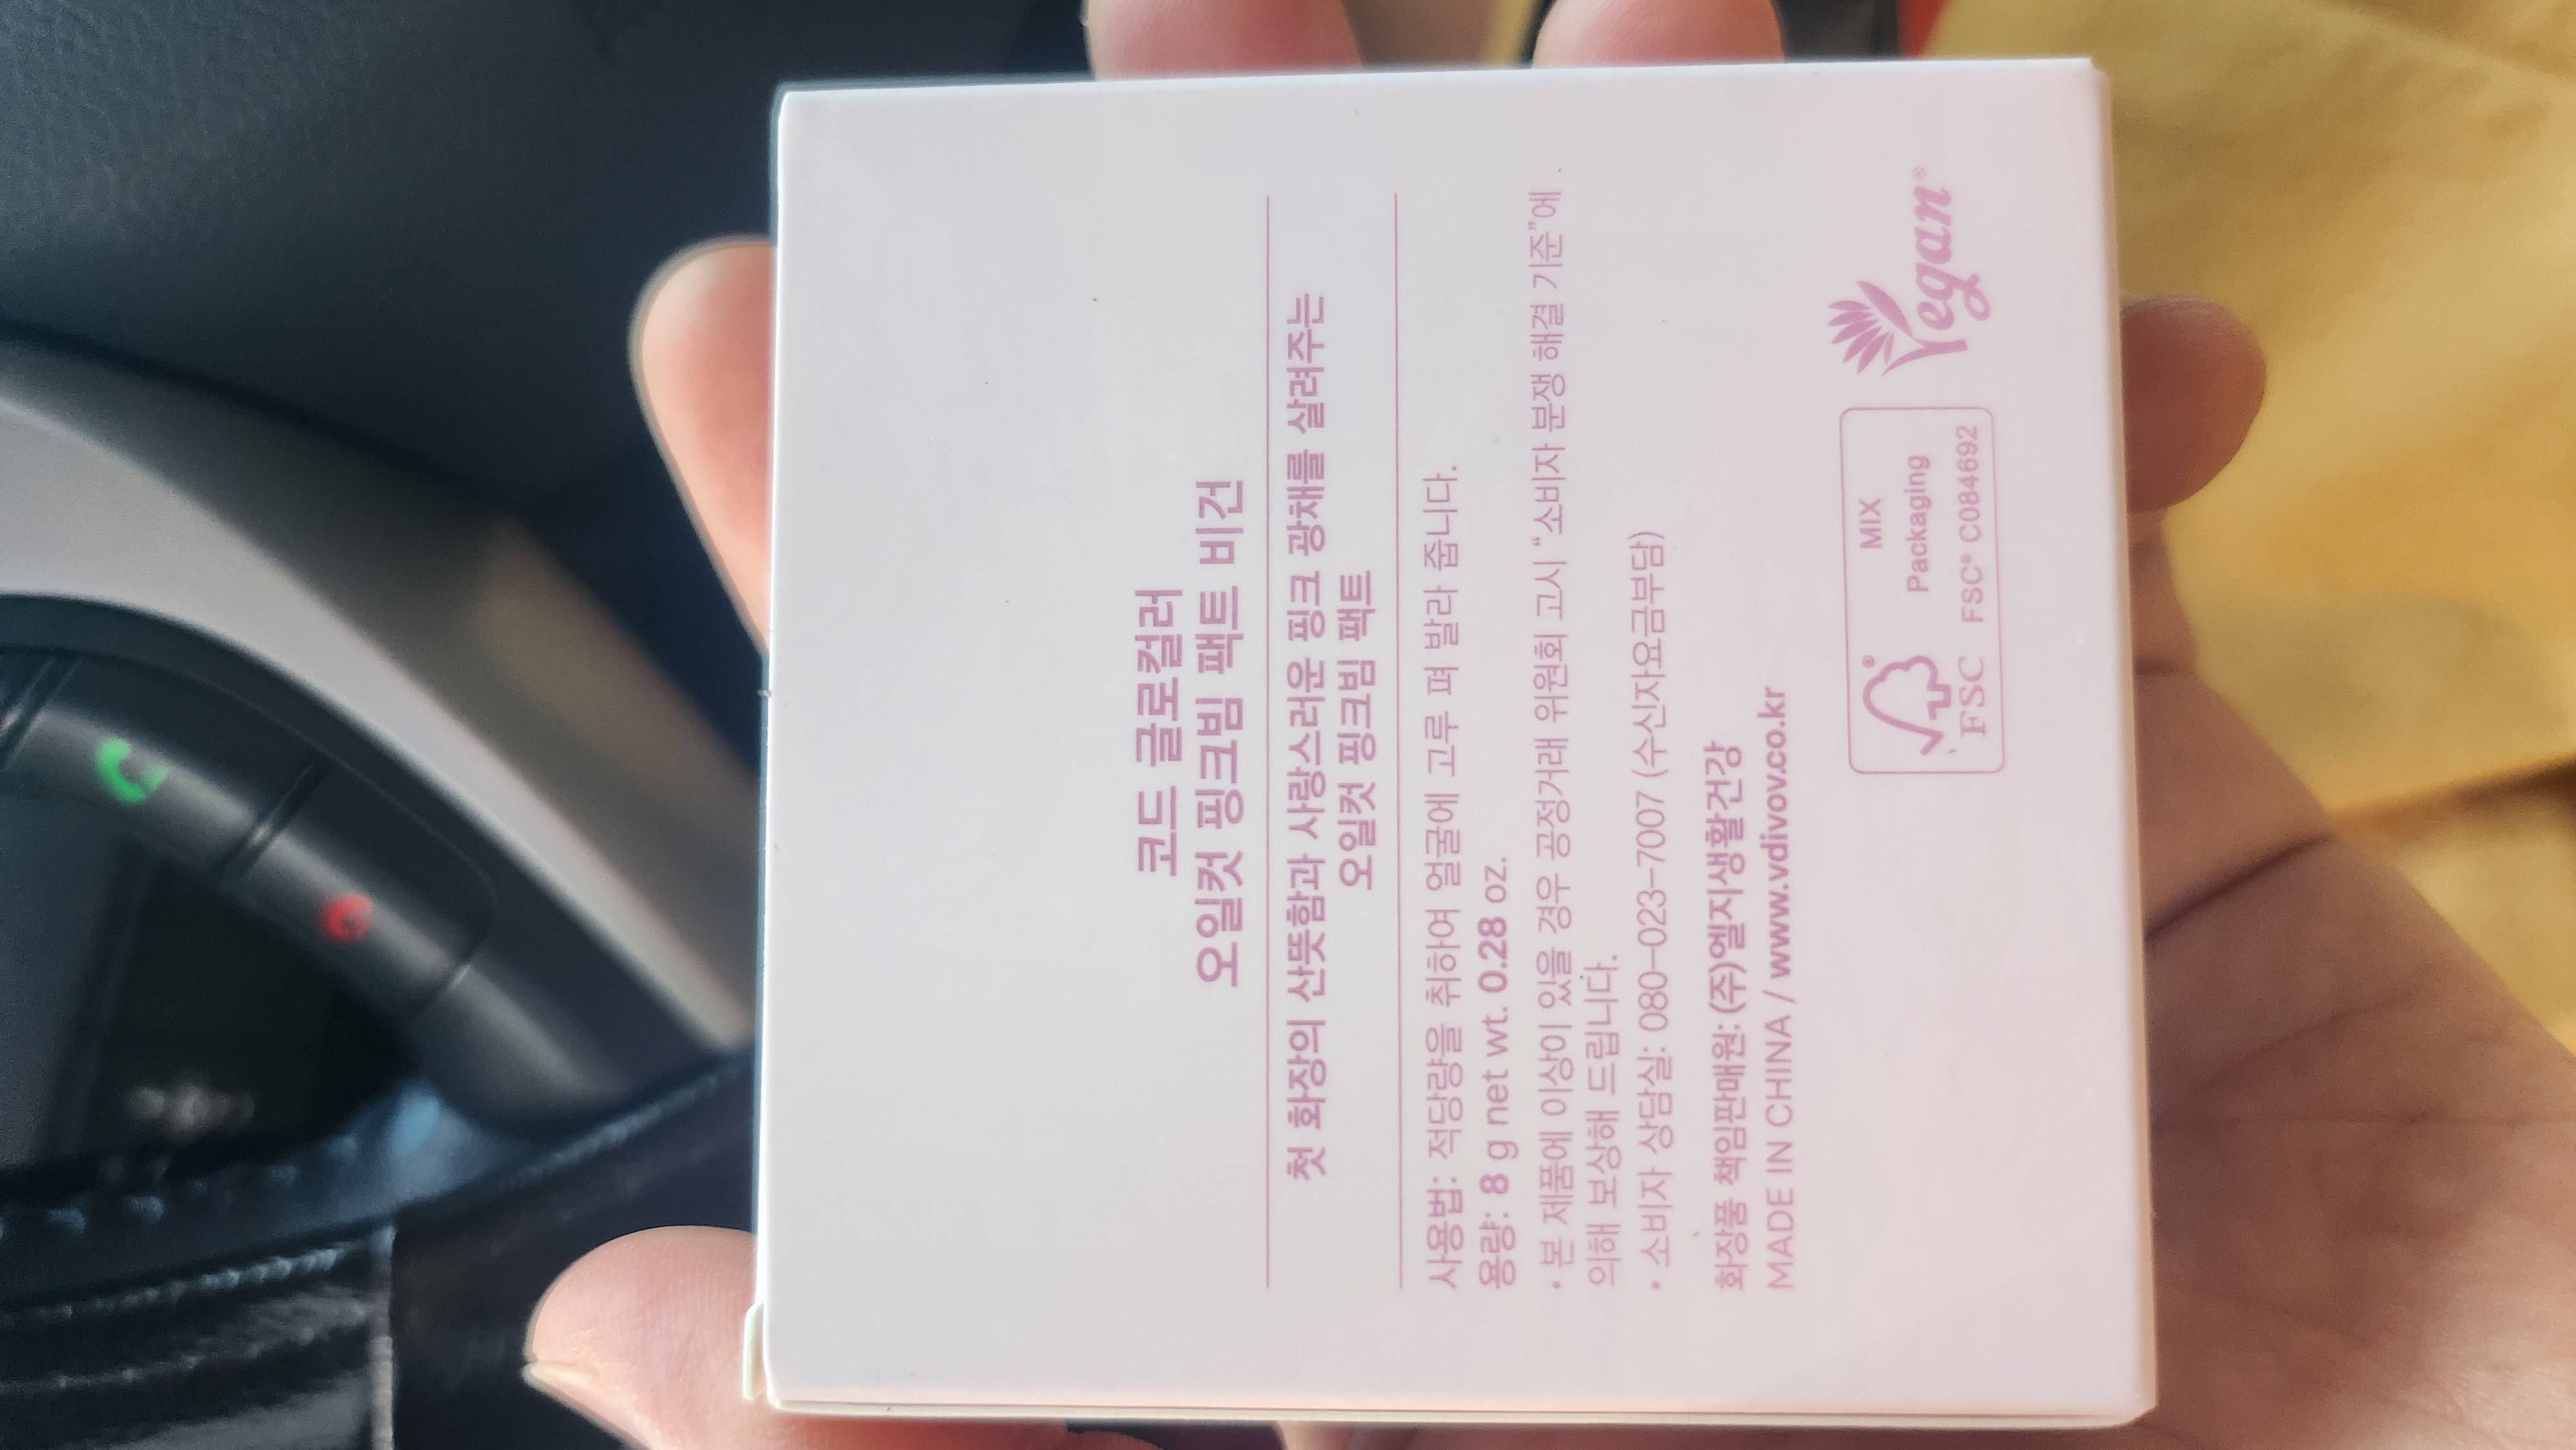 코드 글로컬러
오일컷 핑크빔 팩트 비건
첫 화장의 산뜻함과 사랑스러운 핑크 광채를 살려주는
오일컷 핑크빔 팩트
사용법: 적당량을 취하여 얼굴에 고루 펴 발라 줍니다.
용량: 8 g net wt. 0.28 oz.
• 본 제품에 이상이 있을 경우 공정거래 위원회 고시 “소비자 분쟁 해결 기준”에
의해 보상해 드립니다.
• 소비자 상담실: 080-023-7007 (수신자요금부담)
화장품 책임판매원: (주)엘지생활건강
MADE IN CHINA / www.vdivov.co.kr
FSC®
MIX
Packaging
FSC® C084692
Vegan®